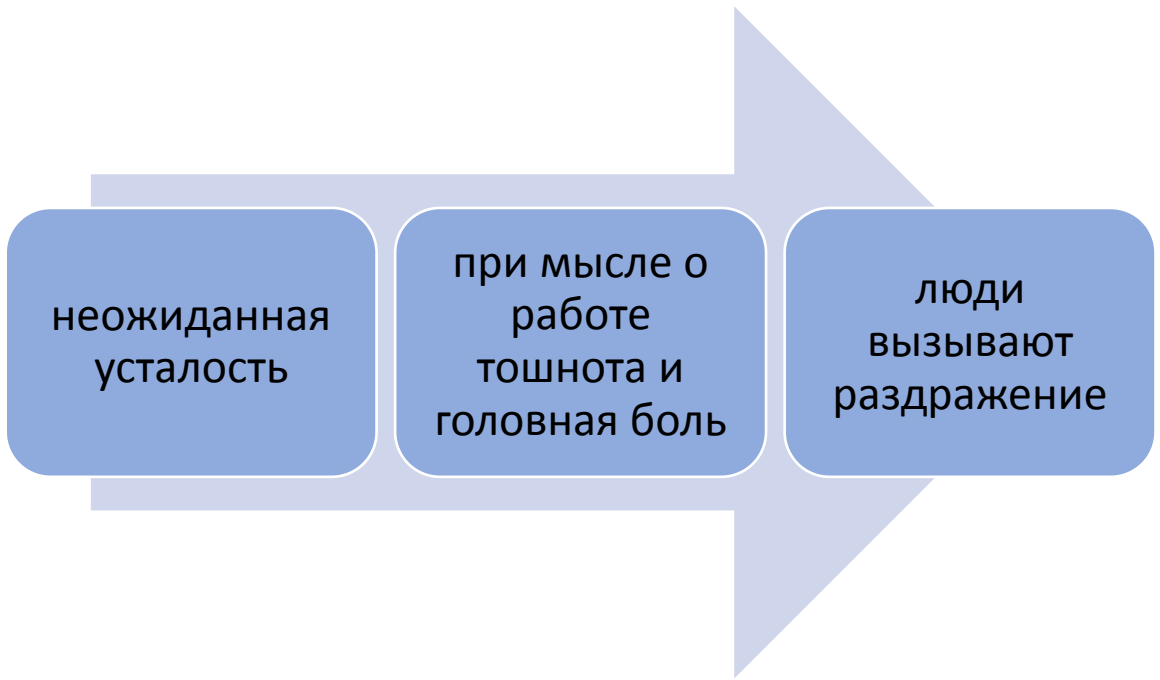 неожиданная
усталость
при мысле о
работе
тошнота и
головная боль
люди
вызывают
раздражение